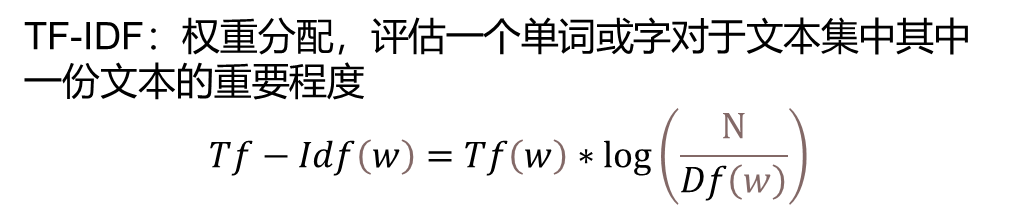 TF-IDF：权重分配，评估一个单词或字对于文本集中其中
一份文本的重要程度
Tf − Idf(w) = Tf(w) ∗ log(N/Df(w))